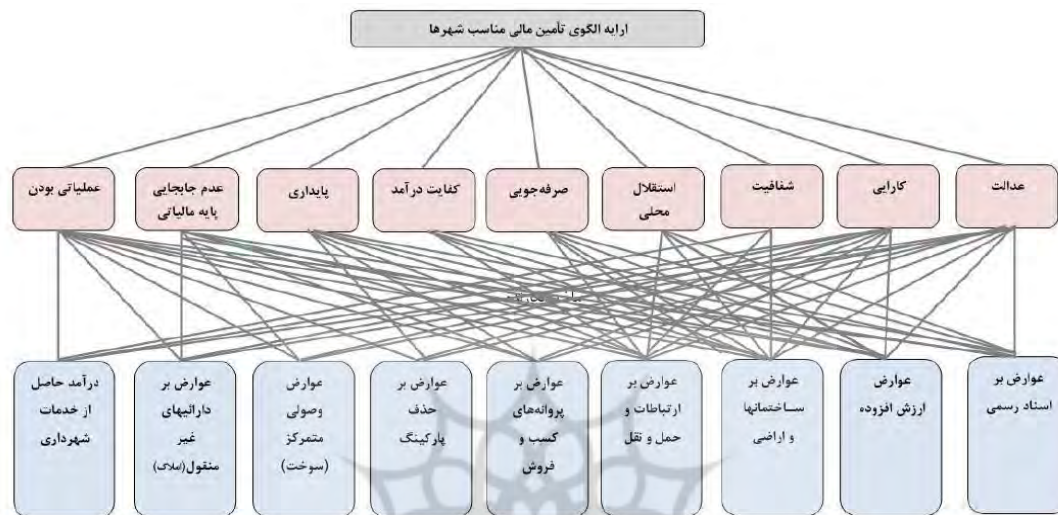 ارایه الگوی تأمین مالی مناسب شهرها
عدالت
کارایی
شفافیت
استقلال
محلی
صرفه‌جویی
کفایت درآمد
پایداری
عدم جابجایی
پایه مالیاتی
عملیاتی بودن
عوارض بر
اسناد رسمی
عوارض
ارزش افزوده
عوارض بر
ساختمانها
و اراضی
عوارض بر
ارتباطات و
حمل و نقل
عوارض بر
پروانه‌های
کسب و
فروش
عوارض بر
حذف
پارکینگ
عوارض
وصولی
متمرکز
(سوخت)
عوارض بر
دارائیهای
غیر
منقول(املاک)
درآمد حاصل
از خدمات
شهرداری